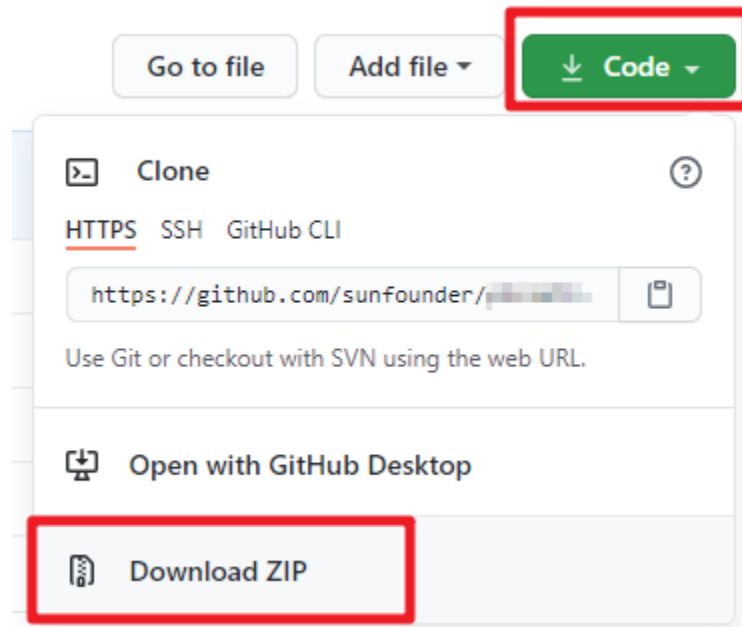 Go to file Add file Code
Clone
HTTPS SSH GitHub CLI
https://github.com/sunfounder/
Use Git or checkout with SVN using the web URL.
Open with GitHub Desktop
Download ZIP